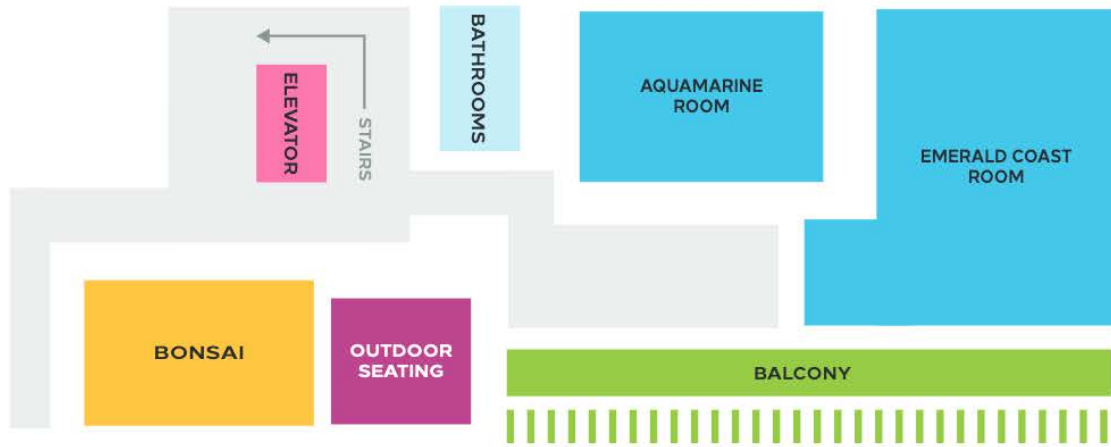 BATHROOMS
ELEVATOR
STAIRS
AQUAMARINE
ROOM
EMERALD COAST
ROOM
BONSAI
OUTDOOR
SEATING
BALCONY